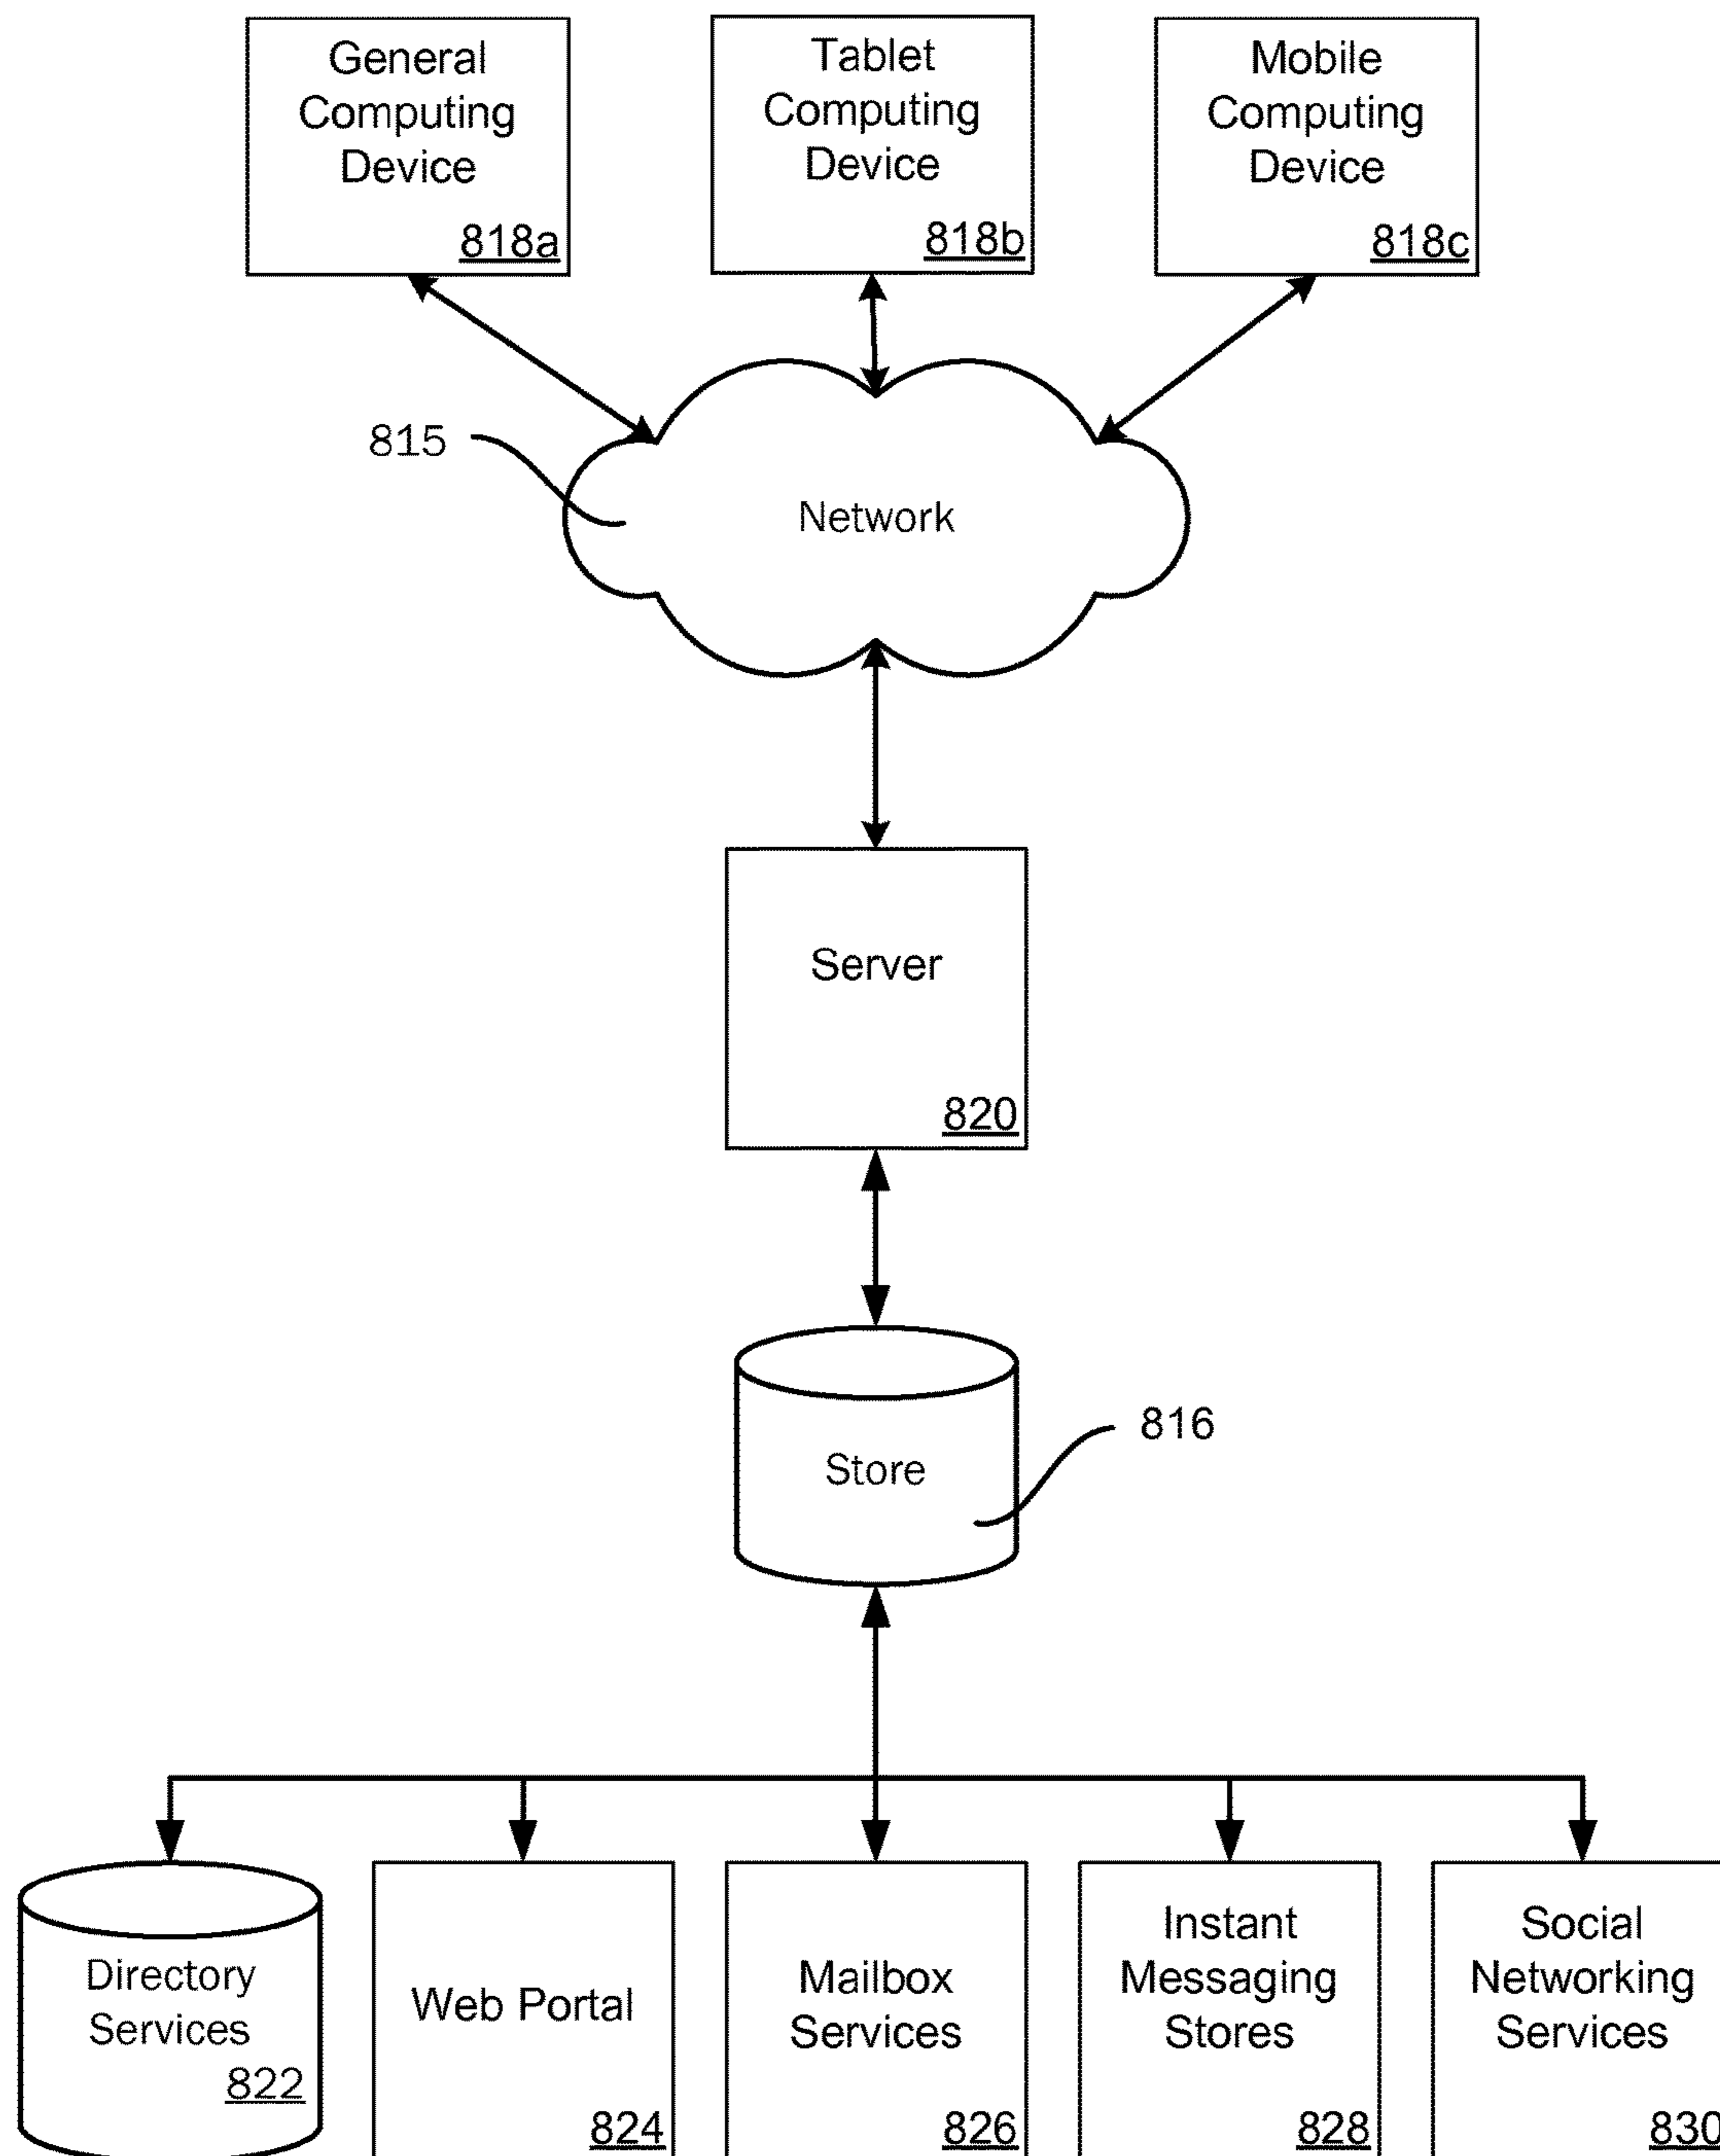 General
Computing
Device
818a
Tablet
Computing
Device
818b
Mobile
Computing
Device
818c
815
Network
Server
820
Store
816
Directory
Services
822
Web Portal
824
Mailbox
Services
826
Instant
Messaging
Stores
828
Social
Networking
Services
830